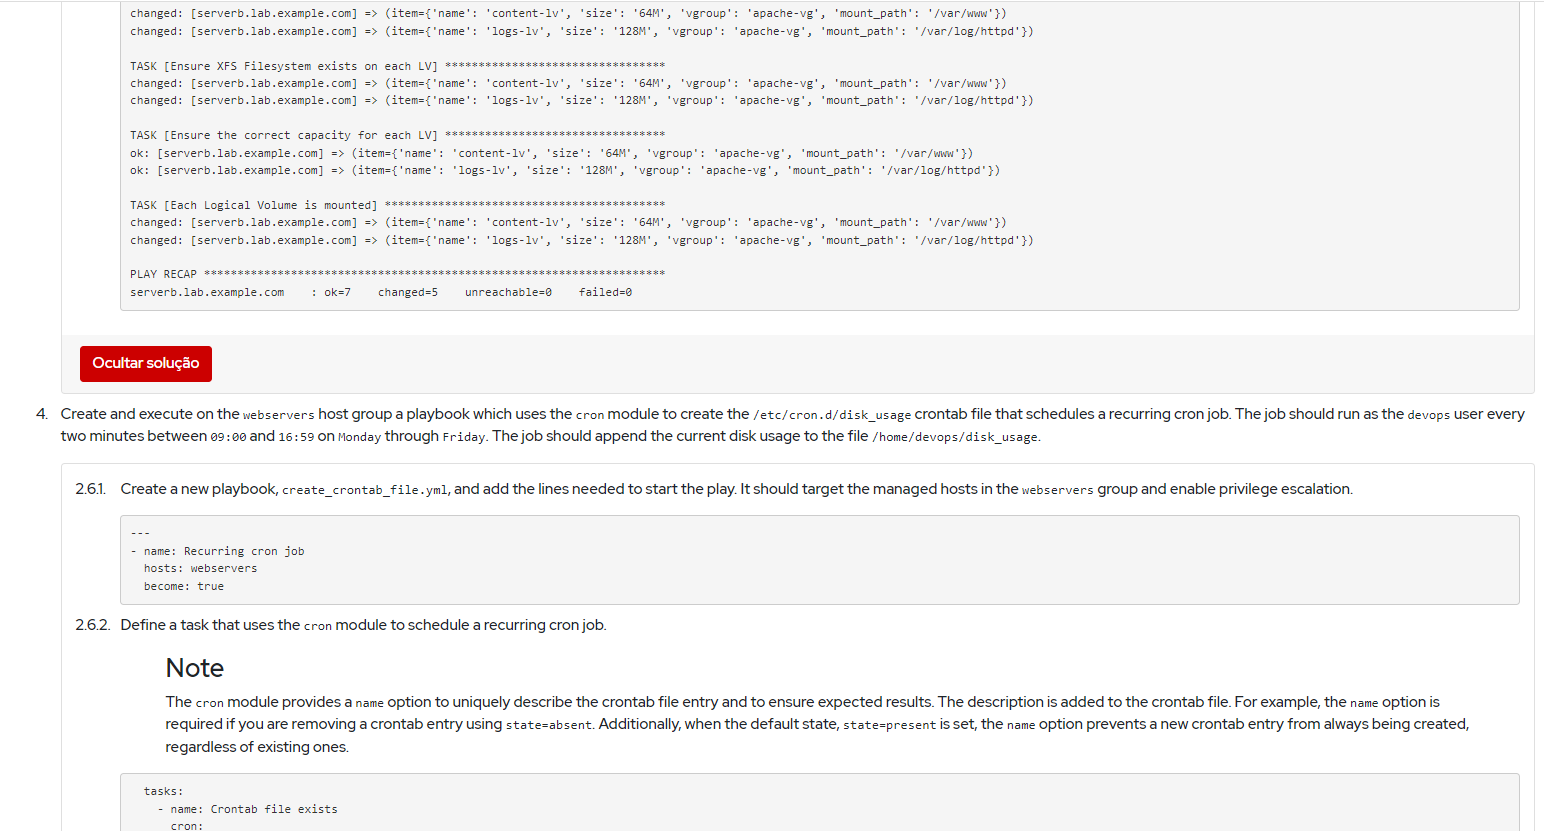 changed: [serverb.lab.example.com] => (item={'name': 'content-lv', 'size': '64M', 'vgroup': 'apache-vg', 'mount_path': '/var/www'})
changed: [serverb.lab.example.com] => (item={'name': 'logs-lv', 'size': '128M', 'vgroup': 'apache-vg', 'mount_path': '/var/log/httpd'})
TASK [Ensure XFS Filesystem exists on each LV] *********************************
changed: [serverb.lab.example.com] => (item={'name': 'content-lv', 'size': '64M', 'vgroup': 'apache-vg', 'mount_path': '/var/www'})
changed: [serverb.lab.example.com] => (item={'name': 'logs-lv', 'size': '128M', 'vgroup': 'apache-vg', 'mount_path': '/var/log/httpd'})
TASK [Ensure the correct capacity for each LV] *********************************
ok: [serverb.lab.example.com] => (item={'name': 'content-lv', 'size': '64M', 'vgroup': 'apache-vg', 'mount_path': '/var/www'})
ok: [serverb.lab.example.com] => (item={'name': 'logs-lv', 'size': '128M', 'vgroup': 'apache-vg', 'mount_path': '/var/log/httpd'})
TASK [Each Logical Volume is mounted] ******************************************
changed: [serverb.lab.example.com] => (item={'name': 'content-lv', 'size': '64M', 'vgroup': 'apache-vg', 'mount_path': '/var/www'})
changed: [serverb.lab.example.com] => (item={'name': 'logs-lv', 'size': '128M', 'vgroup': 'apache-vg', 'mount_path': '/var/log/httpd'})
PLAY RECAP *********************************************************************
serverb.lab.example.com    : ok=7    changed=5    unreachable=0    failed=0
Ocultar solução
4. Create and execute on the webservers host group a playbook which uses the cron module to create the /etc/cron.d/disk_usage crontab file that schedules a recurring cron job. The job should run as the devops user every
two minutes between 09:00 and 16:59 on Monday through Friday. The job should append the current disk usage to the file /home/devops/disk_usage.
2.6.1. Create a new playbook, create_crontab_file.yml, and add the lines needed to start the play. It should target the managed hosts in the webservers group and enable privilege escalation.
---
- name: Recurring cron job
  hosts: webservers
  become: true
2.6.2. Define a task that uses the cron module to schedule a recurring cron job.
Note
The cron module provides a name option to uniquely describe the crontab file entry and to ensure expected results. The description is added to the crontab file. For example, the name option is
required if you are removing a crontab entry using state=absent. Additionally, when the default state, state=present is set, the name option prevents a new crontab entry from always being created,
regardless of existing ones.
  tasks:
    - name: Crontab file exists
      cron: